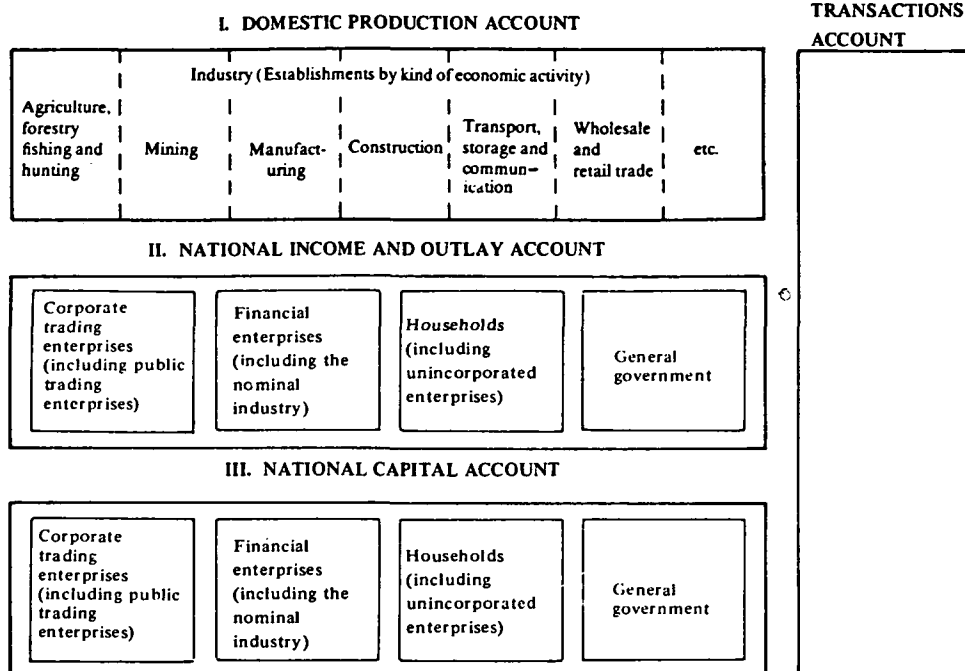 I. DOMESTIC PRODUCTION ACCOUNT
Industry (Establishments by kind of economic activity)
Agriculture,
forestry
fishing and
hunting
Mining
Manufact-
uring
Construction
Transport,
storage and
commun-
ication
Wholesale
and
retail trade
etc.
II. NATIONAL INCOME AND OUTLAY ACCOUNT
Corporate
trading
enterprises
(including public
trading
enterprises)
Financial
enterprises
(including the
nominal
industry)
Households
(including
unincorporated
enterprises)
General
government
III. NATIONAL CAPITAL ACCOUNT
Corporate
trading
enterprises
(including public
trading
enterprises)
Financial
enterprises
(including the
nominal
industry)
Households
(including
unincorporated
enterprises)
General
government
TRANSACTIONS
ACCOUNT